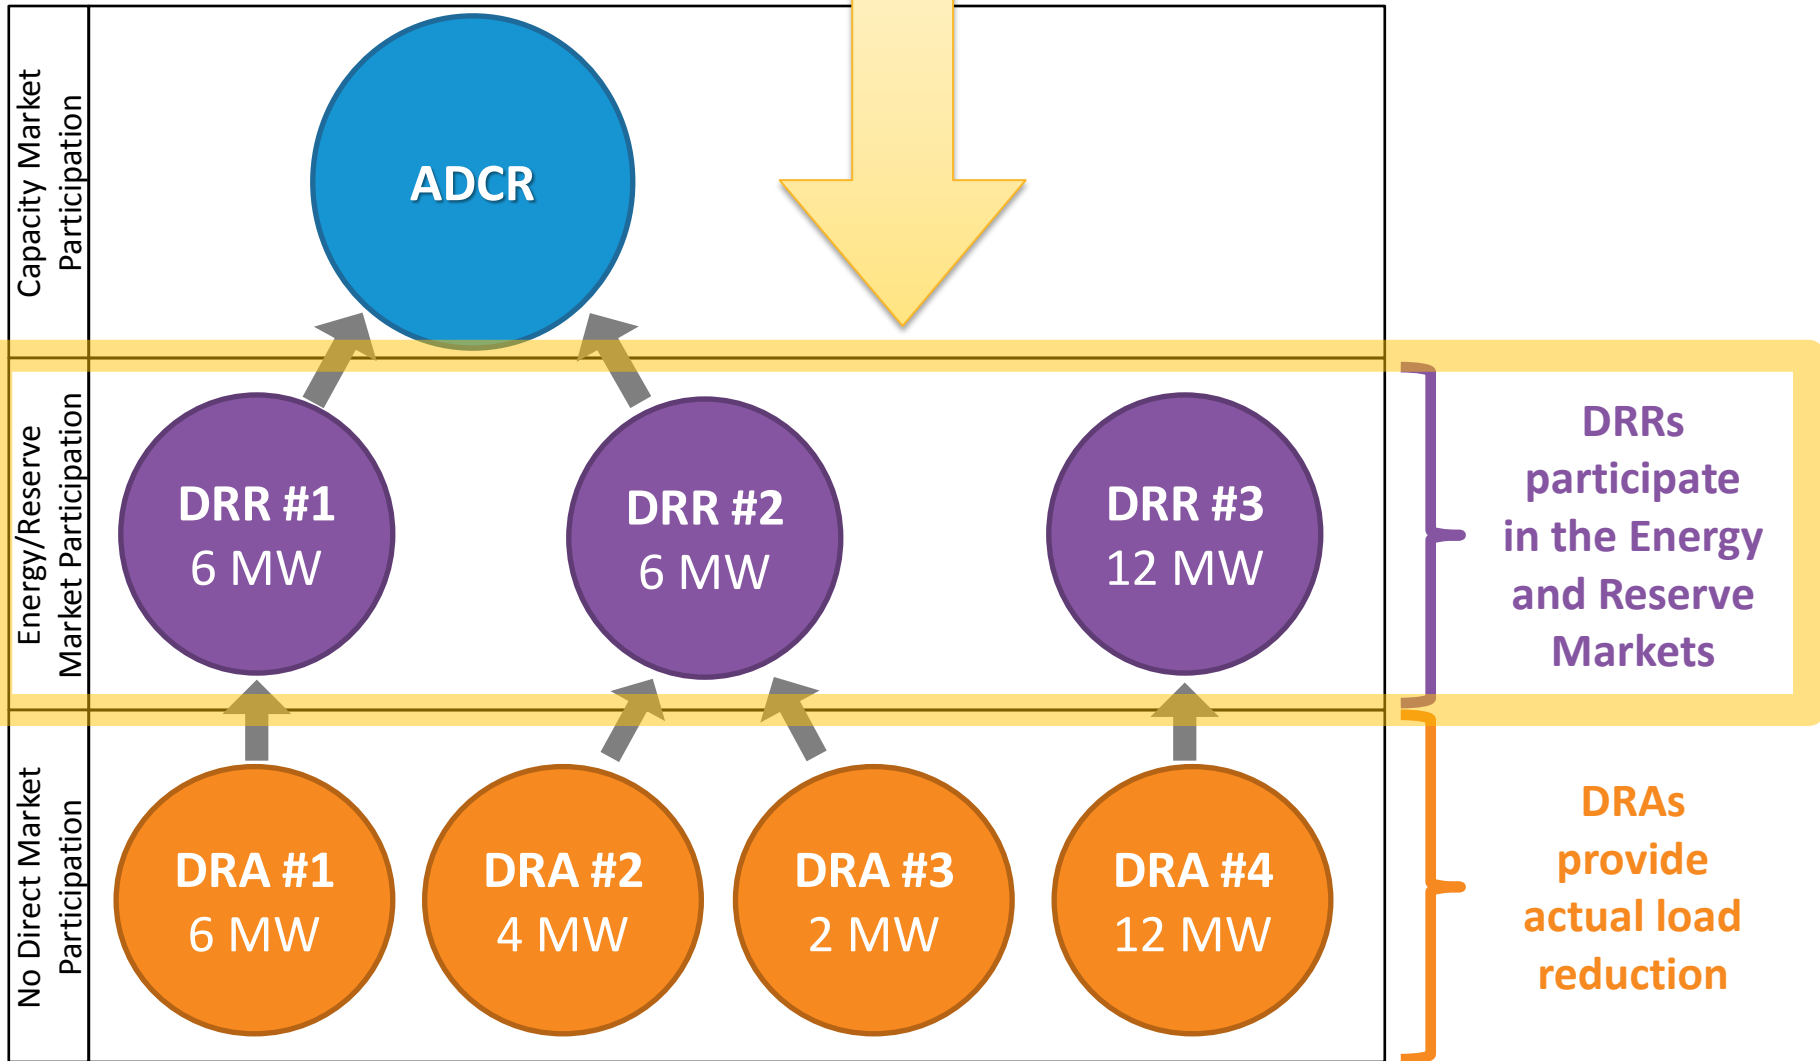 Capacity Market
Participation
ADCR
Energy/Reserve
Market Participation
DRR #1
6 MW
DRR #2
6 MW
DRR #3
12 MW
DRRs
participate
in the Energy
and Reserve
Markets
No Direct Market
Participation
DRA #1
6 MW
DRA #2
4 MW
DRA #3
2 MW
DRA #4
12 MW
DRAs
provide
actual load
reduction